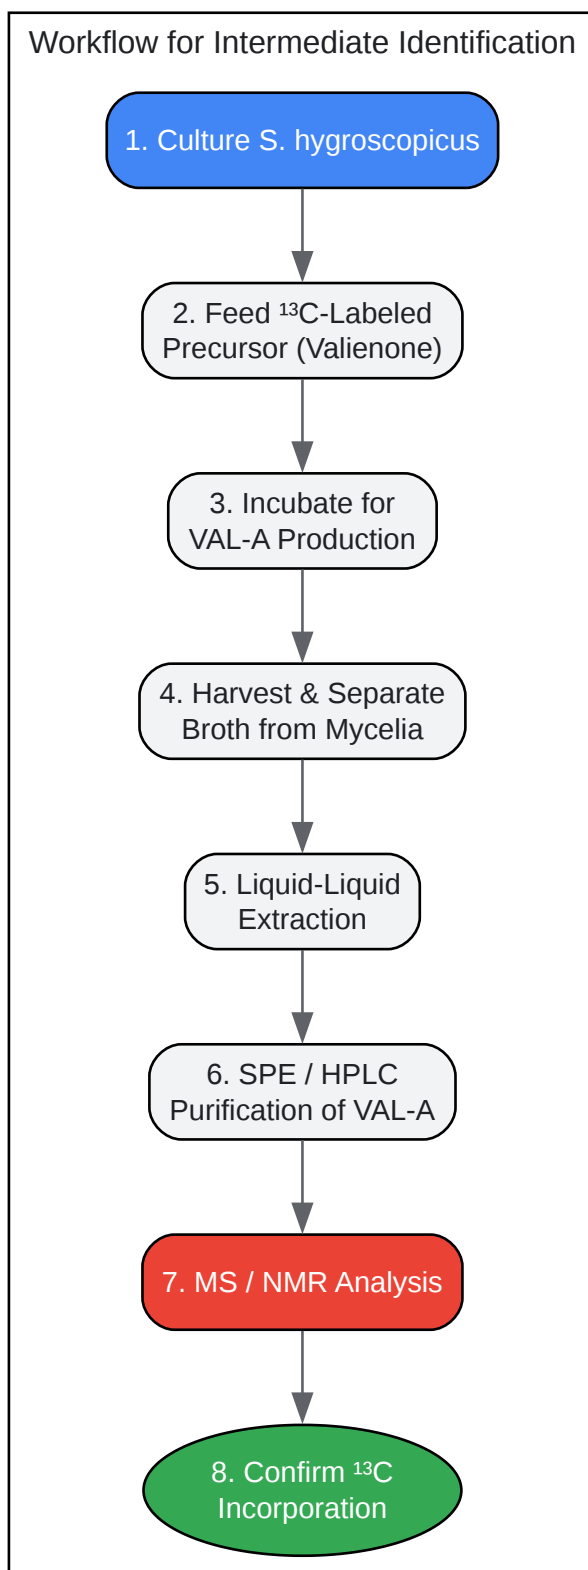 Workflow for Intermediate Identification
1. Culture S. hygroscopicus
2. Feed ¹³C-Labeled
Precursor (Valienone)
3. Incubate for
VAL-A Production
4. Harvest & Separate
Broth from Mycelia
5. Liquid-Liquid
Extraction
6. SPE / HPLC
Purification of VAL-A
7. MS / NMR Analysis
8. Confirm ¹³C
Incorporation